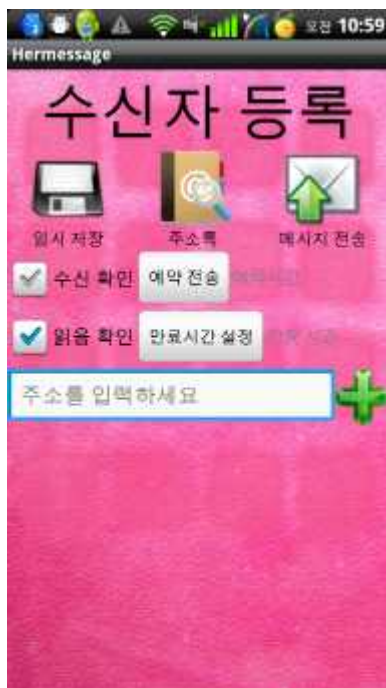 오전 10:59
Hermessage
수신자 등록
임시 저장 주소록 메시지 전송
수신 확인 예약 전송
읽음 확인 만료시간 설정
주소를 입력하세요